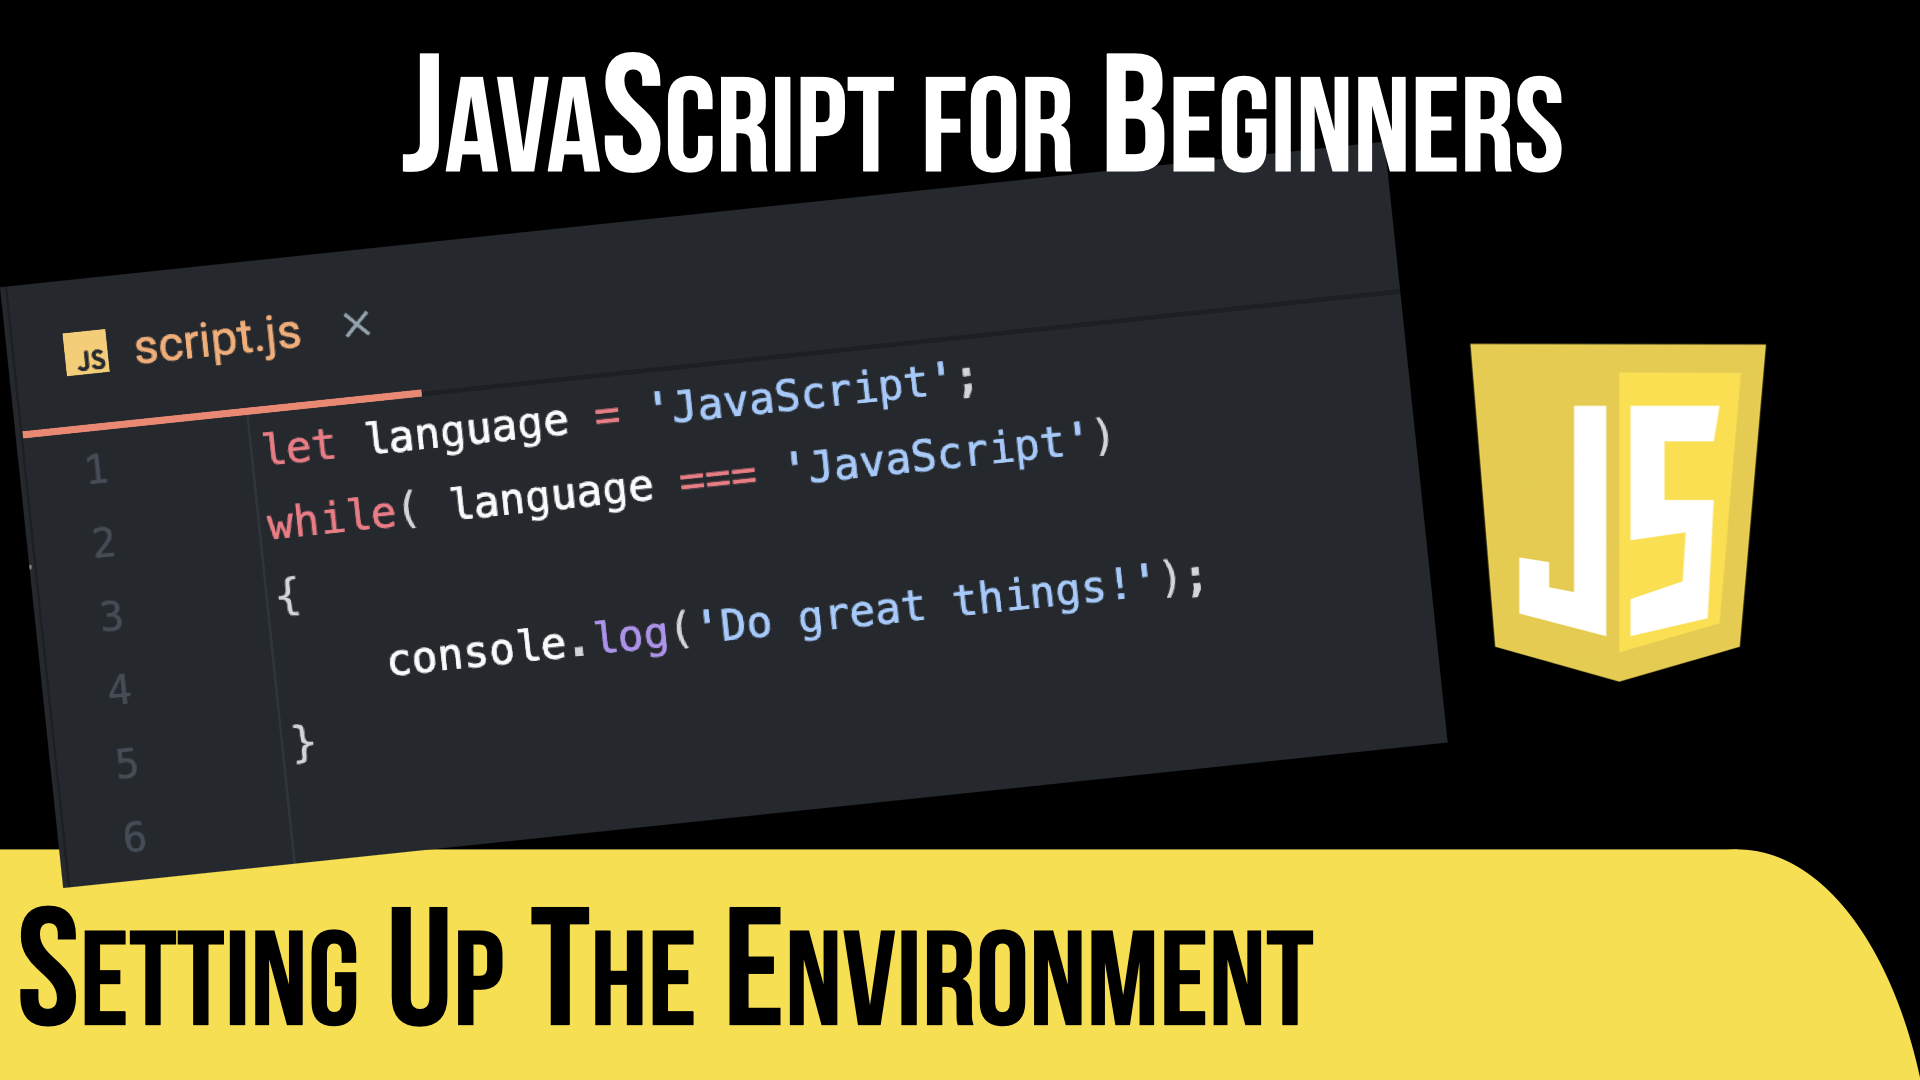 JavaScript for Beginners
JS script.js ×
1 let language = 'JavaScript';
2 while( language === 'JavaScript')
3 {
4 console.log('Do great things!');
5 }
6
JS
Setting Up The Environment